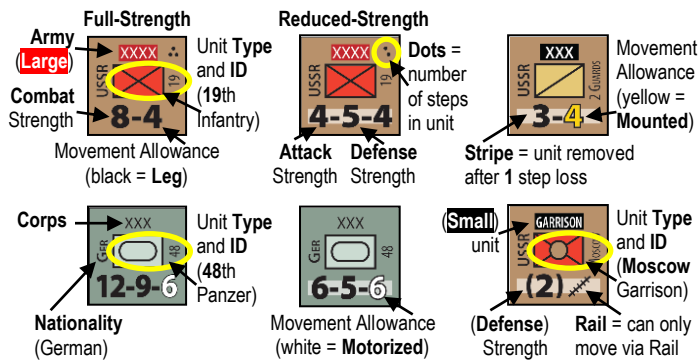 Full-Strength
Reduced-Strength
Army
(Large)
XXXX
USSR
19
8-4
Unit Type
and ID
(19th
Infantry)
Combat
Strength
Movement Allowance
(black = Leg)
XXXX
USSR
19
4-5-4
Dots =
number
of steps
in unit
Attack
Strength
Defense
Strength
XXX
USSR
2 GUARDS
3-4
Movement
Allowance
(yellow =
Mounted)
Stripe = unit removed
after 1 step loss
Corps
XXX
GER
48
12-9-6
Unit Type
and ID
(48th
Panzer)
Nationality
(German)
XXX
GER
48
6-5-6
Movement Allowance
(white = Motorized)
(Small)
unit
GARRISON
USSR
MOSCOW
(2)
Unit Type
and ID
(Moscow
Garrison)
(Defense)
Strength
Rail = can only
move via Rail